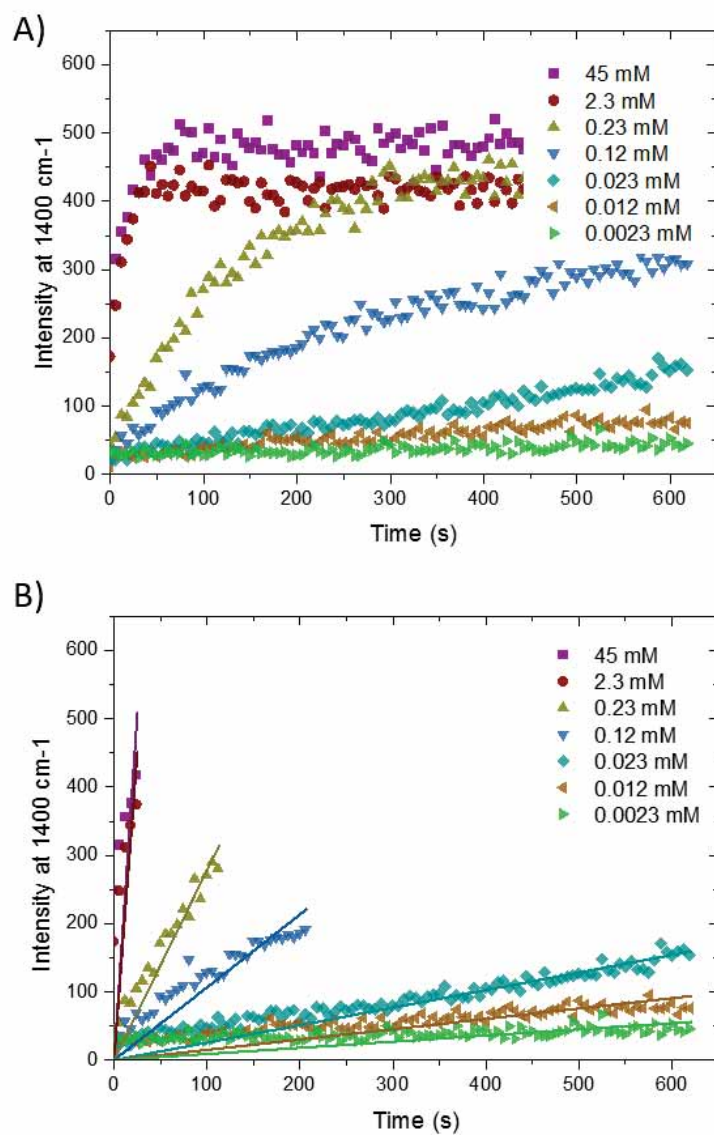 A)
600
500
400
300
200
100
0
Intensity at 1400 cm-1
45 mM
2.3 mM
0.23 mM
0.12 mM
0.023 mM
0.012 mM
0.0023 mM
0 100 200 300 400 500 600
Time (s)
B)
600
500
400
300
200
100
0
Intensity at 1400 cm-1
45 mM
2.3 mM
0.23 mM
0.12 mM
0.023 mM
0.012 mM
0.0023 mM
0 100 200 300 400 500 600
Time (s)